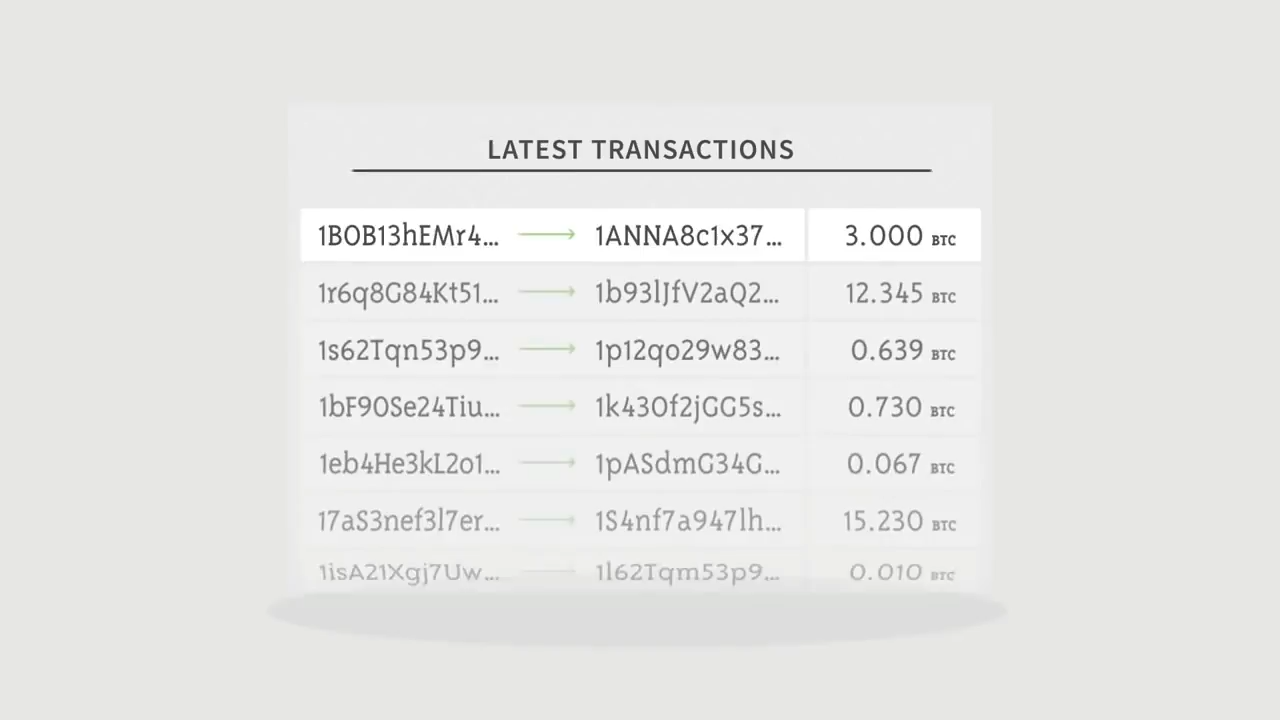 LATEST TRANSACTIONS
1BOB13hEMr4... → 1ANNA8c1x37... 3.000 BTC
1r6q8G84Kt51... → 1b93lJfV2aQ2... 12.345 BTC
1s62Tqn53p9... → 1p12qo29w83... 0.639 BTC
1bF9OSe24Tiu... → 1k43Of2jGG5s... 0.730 BTC
1eb4He3kL2o1... → 1pASdmG34G... 0.067 BTC
17aS3nef3l7er... → 1S4nf7a947lh... 15.230 BTC
1isA21Xgj7Uw... → 1l62Tqm53p9... 0.010 BTC